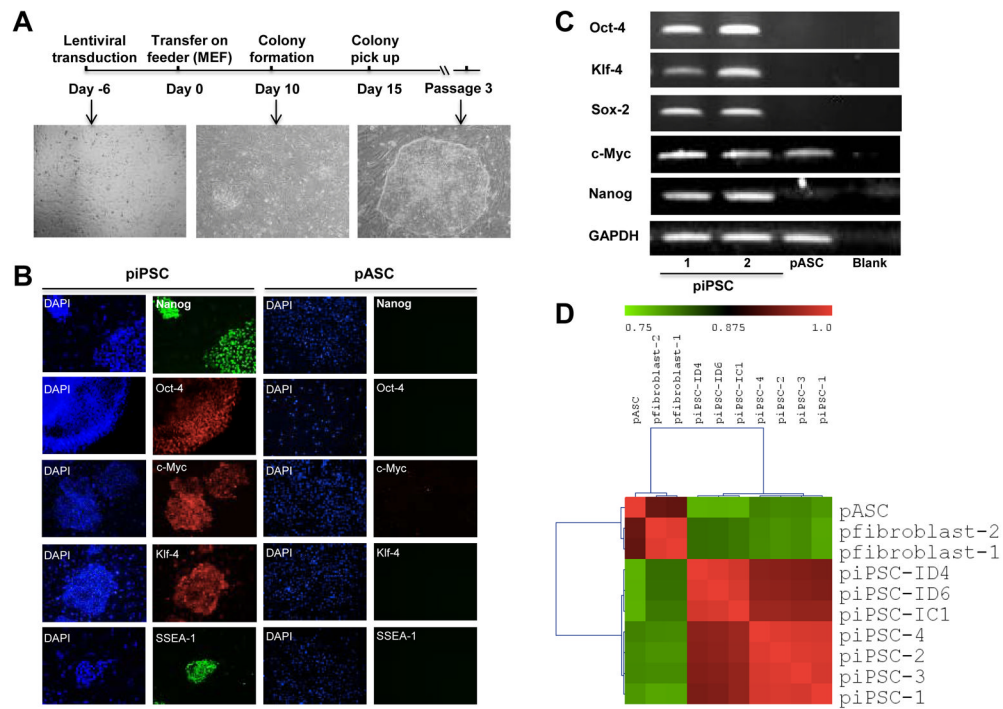 A
Lentiviral transduction
Transfer on feeder (MEF)
Colony formation
Colony pick up
Day -6
Day 0
Day 10
Day 15
Passage 3
B
piPSC
pASC
DAPI
Nanog
DAPI
Nanog
DAPI
Oct-4
DAPI
Oct-4
DAPI
c-Myc
DAPI
c-Myc
DAPI
Klf-4
DAPI
Klf-4
DAPI
SSEA-1
DAPI
SSEA-1
C
Oct-4
Klf-4
Sox-2
c-Myc
Nanog
GAPDH
1
2
pASC
Blank
piPSC
D
0.75
0.875
1.0
pASC
pfibroblast-2
pfibroblast-1
piPSC-ID4
piPSC-ID6
piPSC-IC1
piPSC-4
piPSC-2
piPSC-3
piPSC-1
pASC
pfibroblast-2
pfibroblast-1
piPSC-ID4
piPSC-ID6
piPSC-IC1
piPSC-4
piPSC-2
piPSC-3
piPSC-1